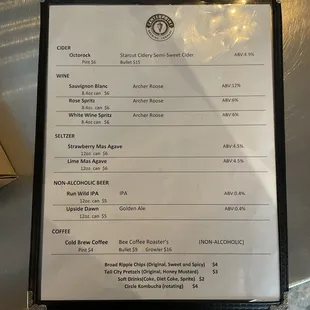 CIDER
Octorock Starcut Cidery Semi-Sweet Cider ABV:4.9%
Pint $6 Bullet $15
WINE
Sauvignon Blanc Archer Roose ABV:12%
8.4oz can $6
Rose Spritz Archer Roose ABV:6%
8.4oz. can $6
White Wine Spritz Archer Roose ABV:6%
8.4oz. can $6
SELTZER
Strawberry Mas Agave ABV:4.5%
12oz. can $6
Lime Mas Agave ABV:4.5%
12oz. can $6
NON-ALCOHOLIC BEER
Run Wild IPA IPA ABV:0.4%
12oz. can $5
Upside Dawn Golden Ale ABV:0.4%
12oz. can $5
COFFEE
Cold Brew Coffee Bee Coffee Roaster's (NON-ALCOHOLIC)
Pint $4 Bullet $9 - Growler $16
Broad Ripple Chips (Original, Sweet and Spicy) $4
Tell City Pretzels (Original, Honey Mustard) $3
Soft Drinks(Coke, Diet Coke, Sprite) $2
Circle Kombucha (rotating) $4